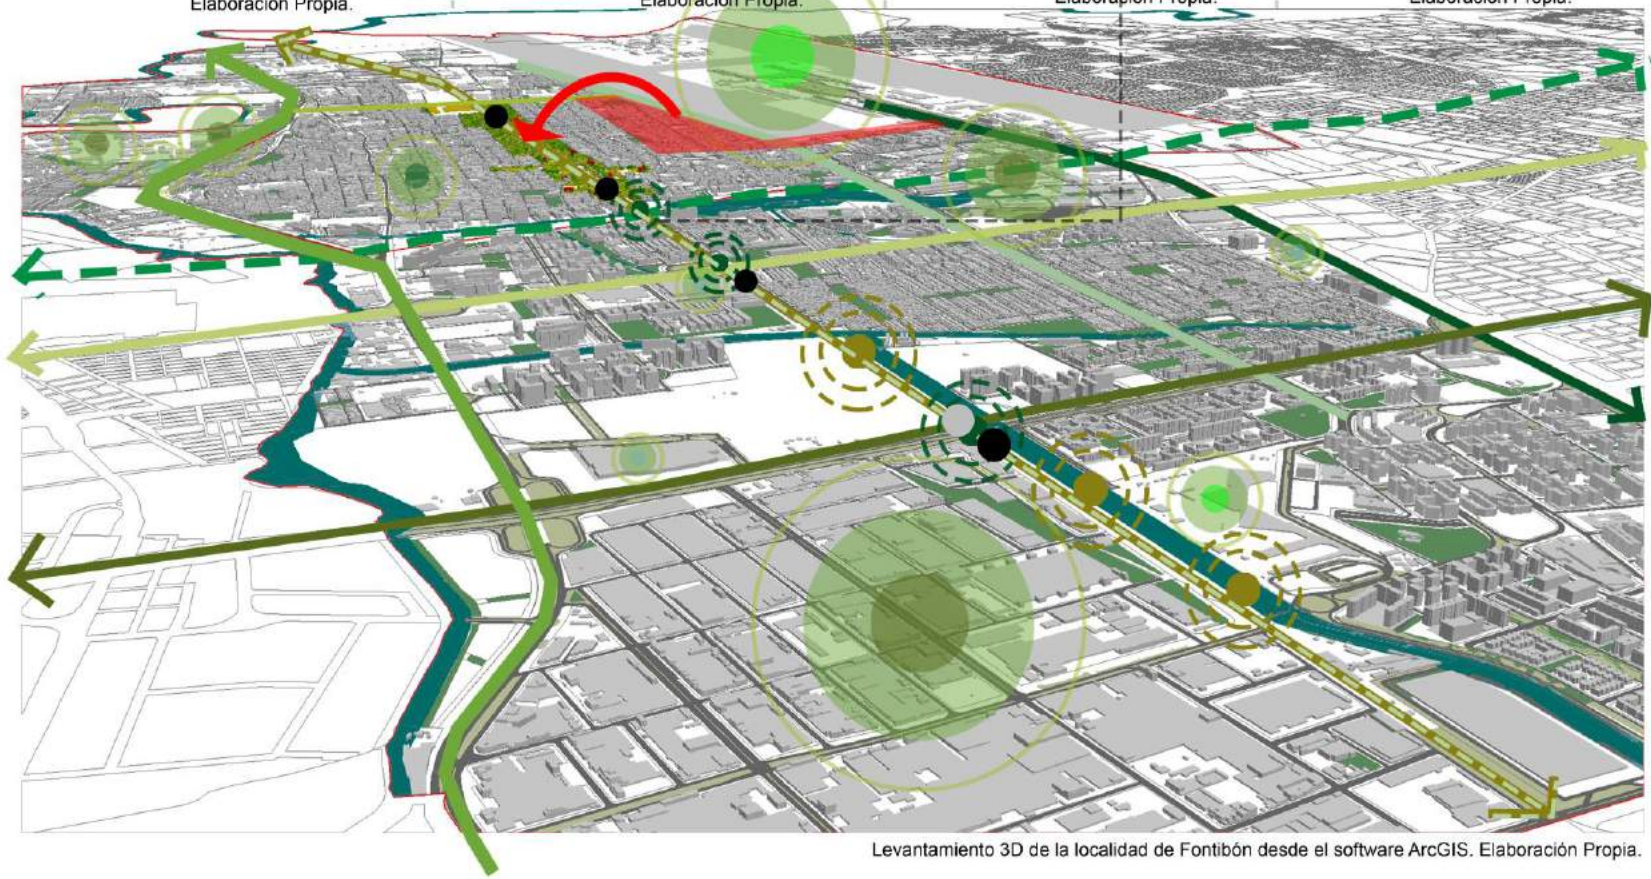 Elaboración Propia.
Elaboración Propia.
Elaboración Propia.
Elaboración Propia.
Levantamiento 3D de la localidad de Fontibón desde el software ArcGIS. Elaboración Propia.